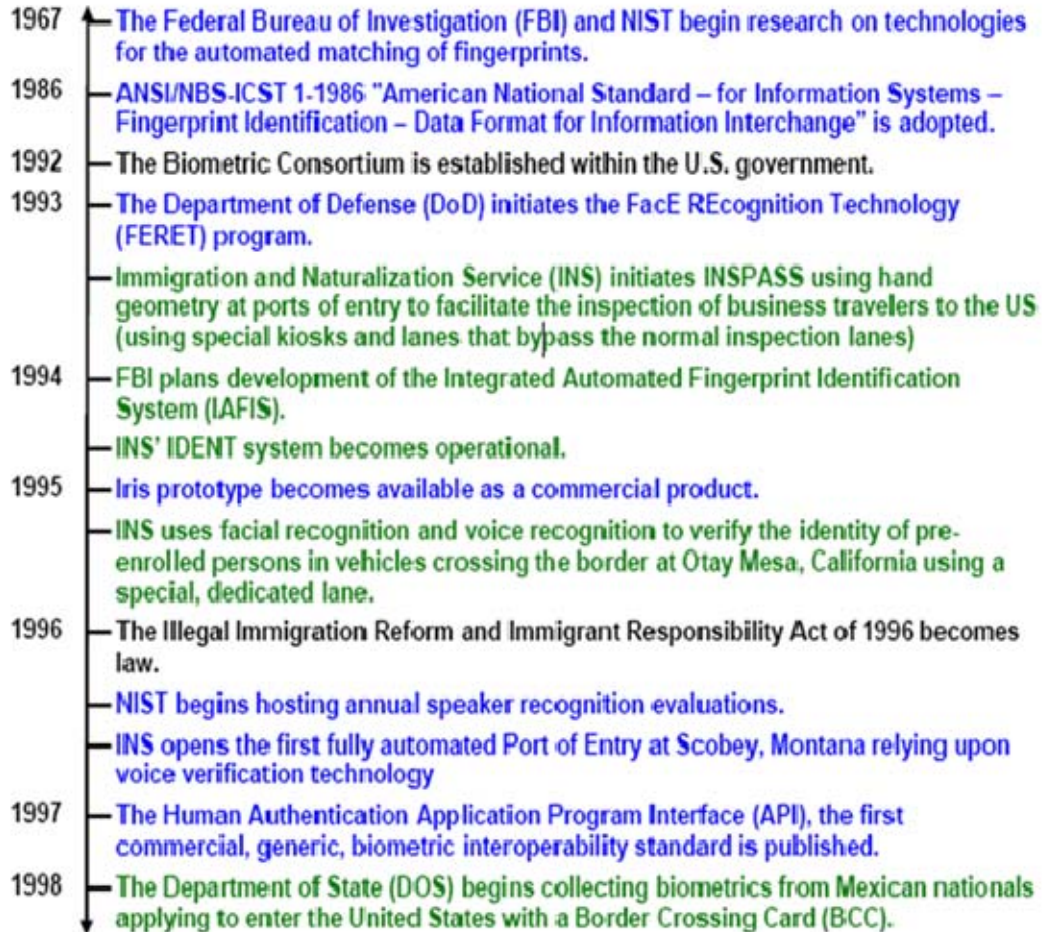 1967 The Federal Bureau of Investigation (FBI) and NIST begin research on technologies
for the automated matching of fingerprints.
1986 ANSI/NBS-ICST 1-1986 "American National Standard – for Information Systems –
Fingerprint Identification – Data Format for Information Interchange" is adopted.
1992 The Biometric Consortium is established within the U.S. government.
1993 The Department of Defense (DoD) initiates the FacE REcognition Technology
(FERET) program.
Immigration and Naturalization Service (INS) initiates INSPASS using hand
geometry at ports of entry to facilitate the inspection of business travelers to the US
(using special kiosks and lanes that bypass the normal inspection lanes)
1994 FBI plans development of the Integrated Automated Fingerprint Identification
System (IAFIS).
INS' IDENT system becomes operational.
1995 Iris prototype becomes available as a commercial product.
INS uses facial recognition and voice recognition to verify the identity of pre-
enrolled persons in vehicles crossing the border at Otay Mesa, California using a
special, dedicated lane.
1996 The Illegal Immigration Reform and Immigrant Responsibility Act of 1996 becomes
law.
NIST begins hosting annual speaker recognition evaluations.
INS opens the first fully automated Port of Entry at Scobey, Montana relying upon
voice verification technology
1997 The Human Authentication Application Program Interface (API), the first
commercial, generic, biometric interoperability standard is published.
1998 The Department of State (DOS) begins collecting biometrics from Mexican nationals
applying to enter the United States with a Border Crossing Card (BCC).